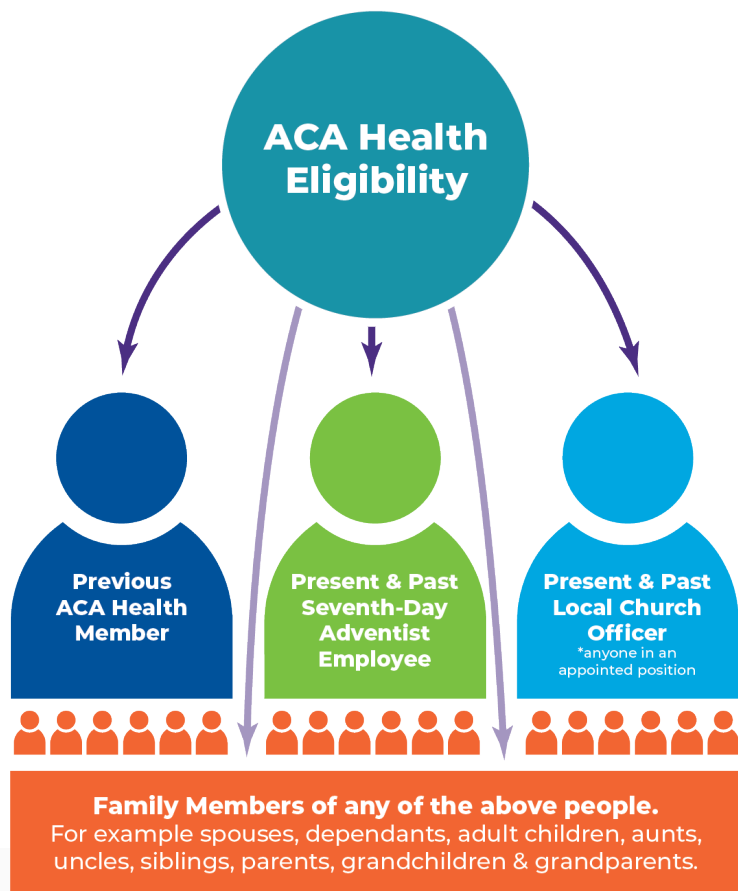 ACA Health
Eligibility
Previous
ACA Health
Member
Present & Past
Seventh-Day
Adventist
Employee
Present & Past
Local Church
Officer
*anyone in an
appointed position
Family Members of any of the above people.
For example spouses, dependants, adult children, aunts,
uncles, siblings, parents, grandchildren & grandparents.